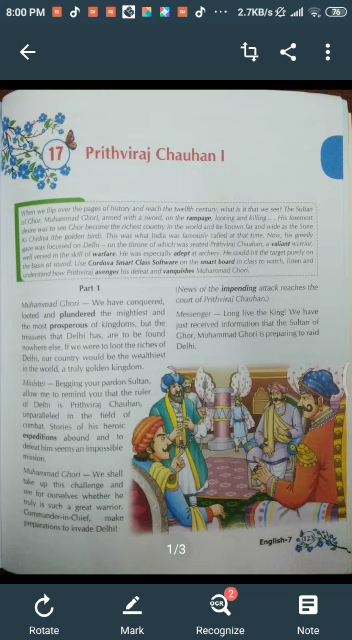 8:00 PM
2.7KB/s
76
17
Prithviraj Chauhan I
When we flip over the pages of history and reach the twelfth century, what is it that we see? The Sultan
of Ghor, Muhammad Ghori, armed with a sword, on the rampage, looting and killing . . . His foremost
desire was to see Ghor become the richest country in the world and be known far and wide as the Sone
Ki Chidiya (the golden bird). This was what India was famously called at that time. Now, his greedy
gaze was focussed on Delhi – on the throne of which was seated Prithviraj Chauhan, a valiant warrior,
well versed in the skill of warfare. He was especially adept at archery. He could hit the target purely on
the basis of sound. Use Cordova Smart Class Software on the smart board in class to watch, listen and
understand how Prithviraj avenges his defeat and vanquishes Muhammad Ghori.
Part 1
Muhammad Ghori — We have conquered,
looted and plundered the mightiest and
the most prosperous of kingdoms, but the
treasures that Delhi has, are to be found
nowhere else. If we were to loot the riches of
Delhi, our country would be the wealthiest
in the world, a truly golden kingdom.
Minister — Begging your pardon Sultan,
allow me to remind you that the ruler
of Delhi is Prithviraj Chauhan,
unparalleled in the field of
combat. Stories of his heroic
expeditions abound and to
defeat him seems an impossible
mission.
Muhammad Ghori — We shall
take up this challenge and
see for ourselves whether he
truly is such a great warrior.
Commander-in-Chief, make
preparations to invade Delhi!
(News of the impending attack reaches the
court of Prithviraj Chauhan.)
Messenger — Long live the King! We have
just received information that the Sultan of
Ghor, Muhammad Ghori is preparing to raid
Delhi.
English-7
123
1/3
2
OCR
Rotate
Mark
Recognize
Note